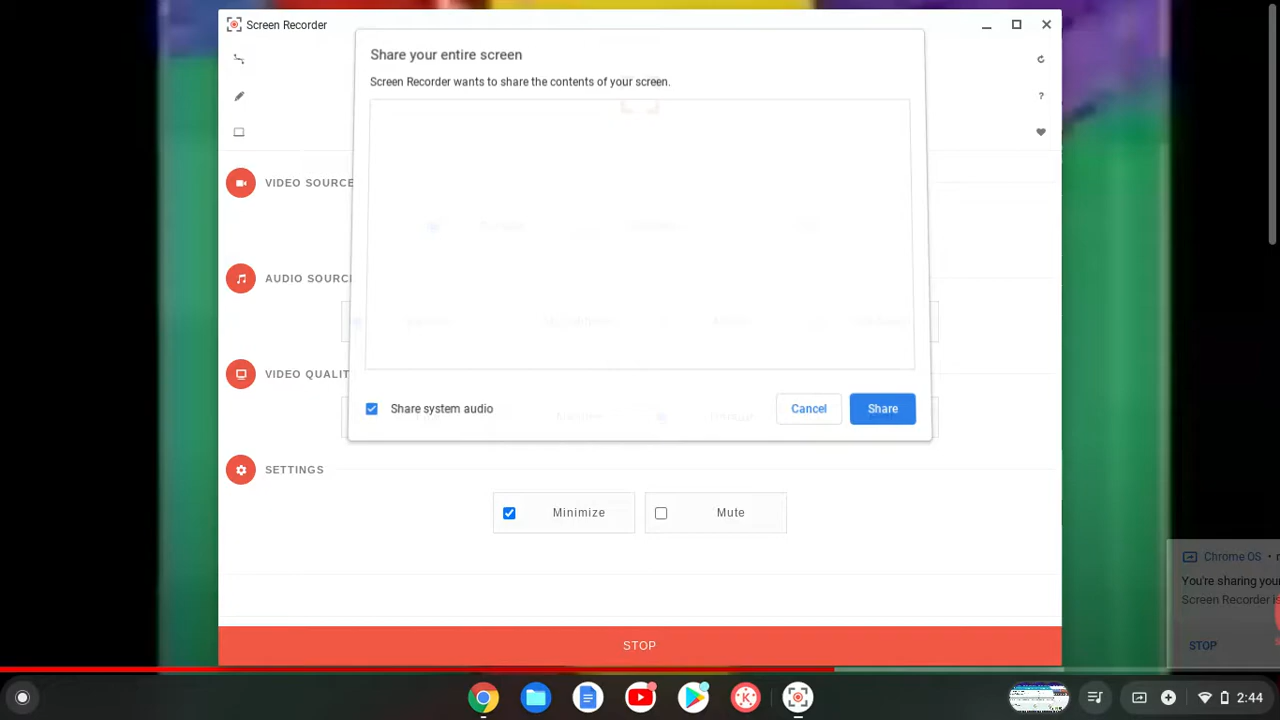 Screen Recorder
Share your entire screen
Screen Recorder wants to share the contents of your screen.
?
VIDEO SOURCE
AUDIO SOURC
VIDEO QUALIT
Share system audio
Cancel
Share
SETTINGS
Minimize
Mute
Chrome OS •
You're sharing your
Screen Recorder is
STOP
STOP
2:44